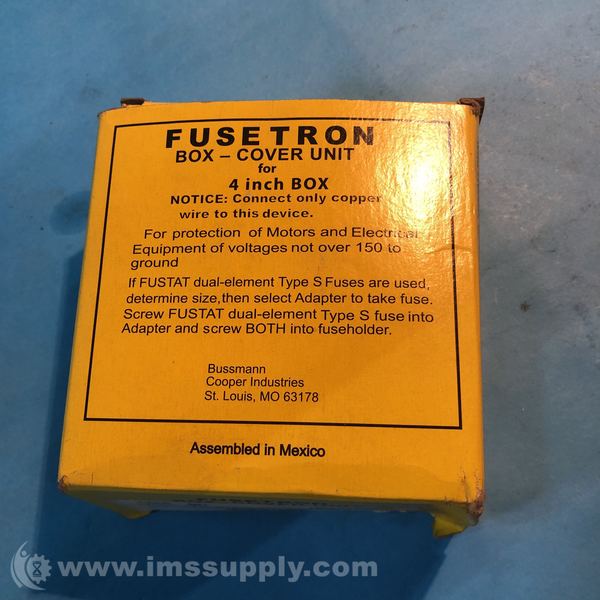 FUSETRON
BOX – COVER UNIT
for
4 inch BOX
NOTICE: Connect only copper
wire to this device.
For protection of Motors and Electrical
Equipment of voltages not over 150 to
ground
If FUSTAT dual-element Type S Fuses are used,
determine size,then select Adapter to take fuse.
Screw FUSTAT dual-element Type S fuse into
Adapter and screw BOTH into fuseholder.
Bussmann
Cooper Industries
St. Louis, MO 63178
Assembled in Mexico
FUSETRON
www.imssupply.com